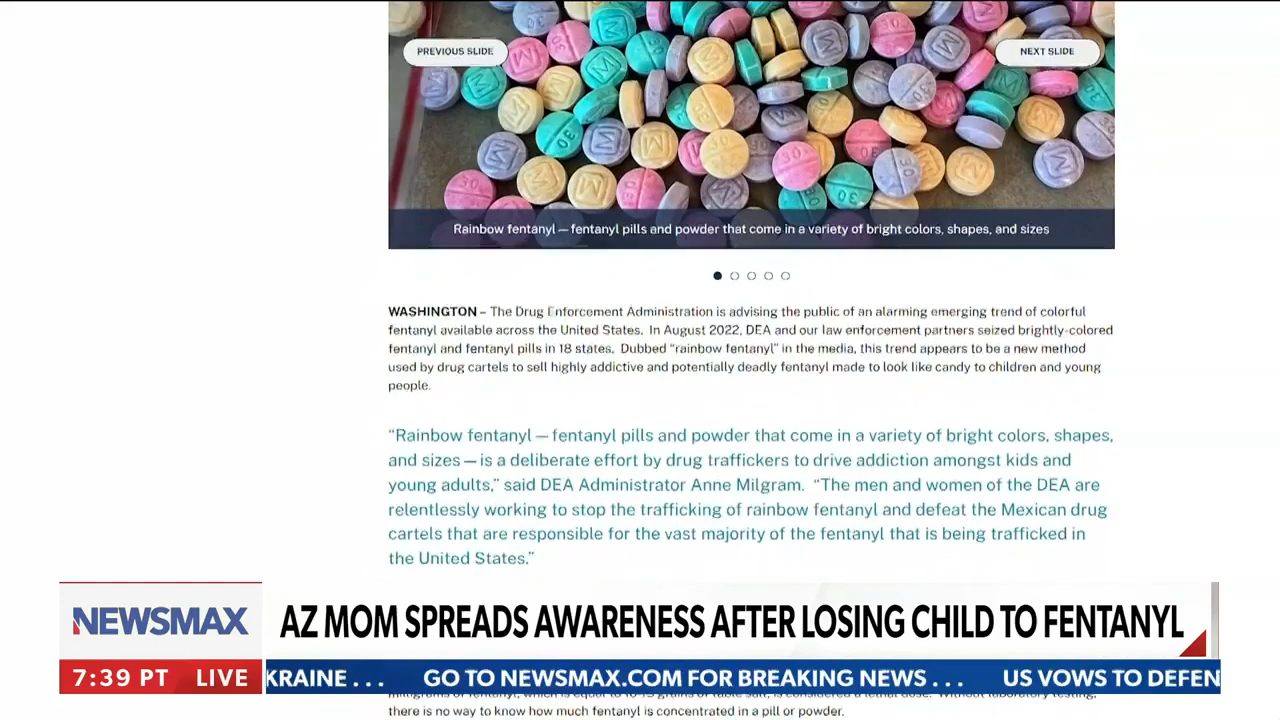 PREVIOUS SLIDE
NEXT SLIDE
Rainbow fentanyl — fentanyl pills and powder that come in a variety of bright colors, shapes, and sizes
WASHINGTON – The Drug Enforcement Administration is advising the public of an alarming emerging trend of colorful
fentanyl available across the United States. In August 2022, DEA and our law enforcement partners seized brightly-colored
fentanyl and fentanyl pills in 18 states. Dubbed “rainbow fentanyl” in the media, this trend appears to be a new method
used by drug cartels to sell highly addictive and potentially deadly fentanyl made to look like candy to children and young
people.
“Rainbow fentanyl — fentanyl pills and powder that come in a variety of bright colors, shapes,
and sizes — is a deliberate effort by drug traffickers to drive addiction amongst kids and
young adults,” said DEA Administrator Anne Milgram. “The men and women of the DEA are
relentlessly working to stop the trafficking of rainbow fentanyl and defeat the Mexican drug
cartels that are responsible for the vast majority of the fentanyl that is being trafficked in
the United States.”
NEWSMAX
AZ MOM SPREADS AWARENESS AFTER LOSING CHILD TO FENTANYL
7:39 PT LIVE
KRAINE . . . GO TO NEWSMAX.COM FOR BREAKING NEWS . . . US VOWS TO DEFEN
there is no way to know how much fentanyl is concentrated in a pill or powder.